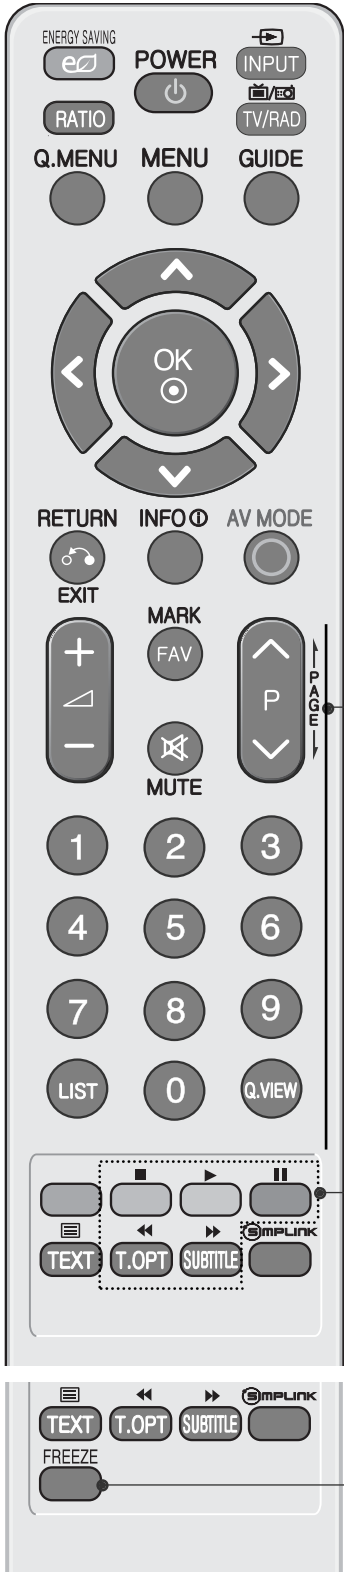 ENERGY SAVING
POWER
INPUT
RATIO
TV/RAD
Q.MENU MENU GUIDE
OK
RETURN INFO i AV MODE
EXIT
MARK
FAV
P
PAGE
MUTE
1 2 3
4 5 6
7 8 9
LIST 0 Q.VIEW
SIMPLINK
TEXT T.OPT SUBTITLE
SIMPLINK
TEXT T.OPT SUBTITLE
FREEZE